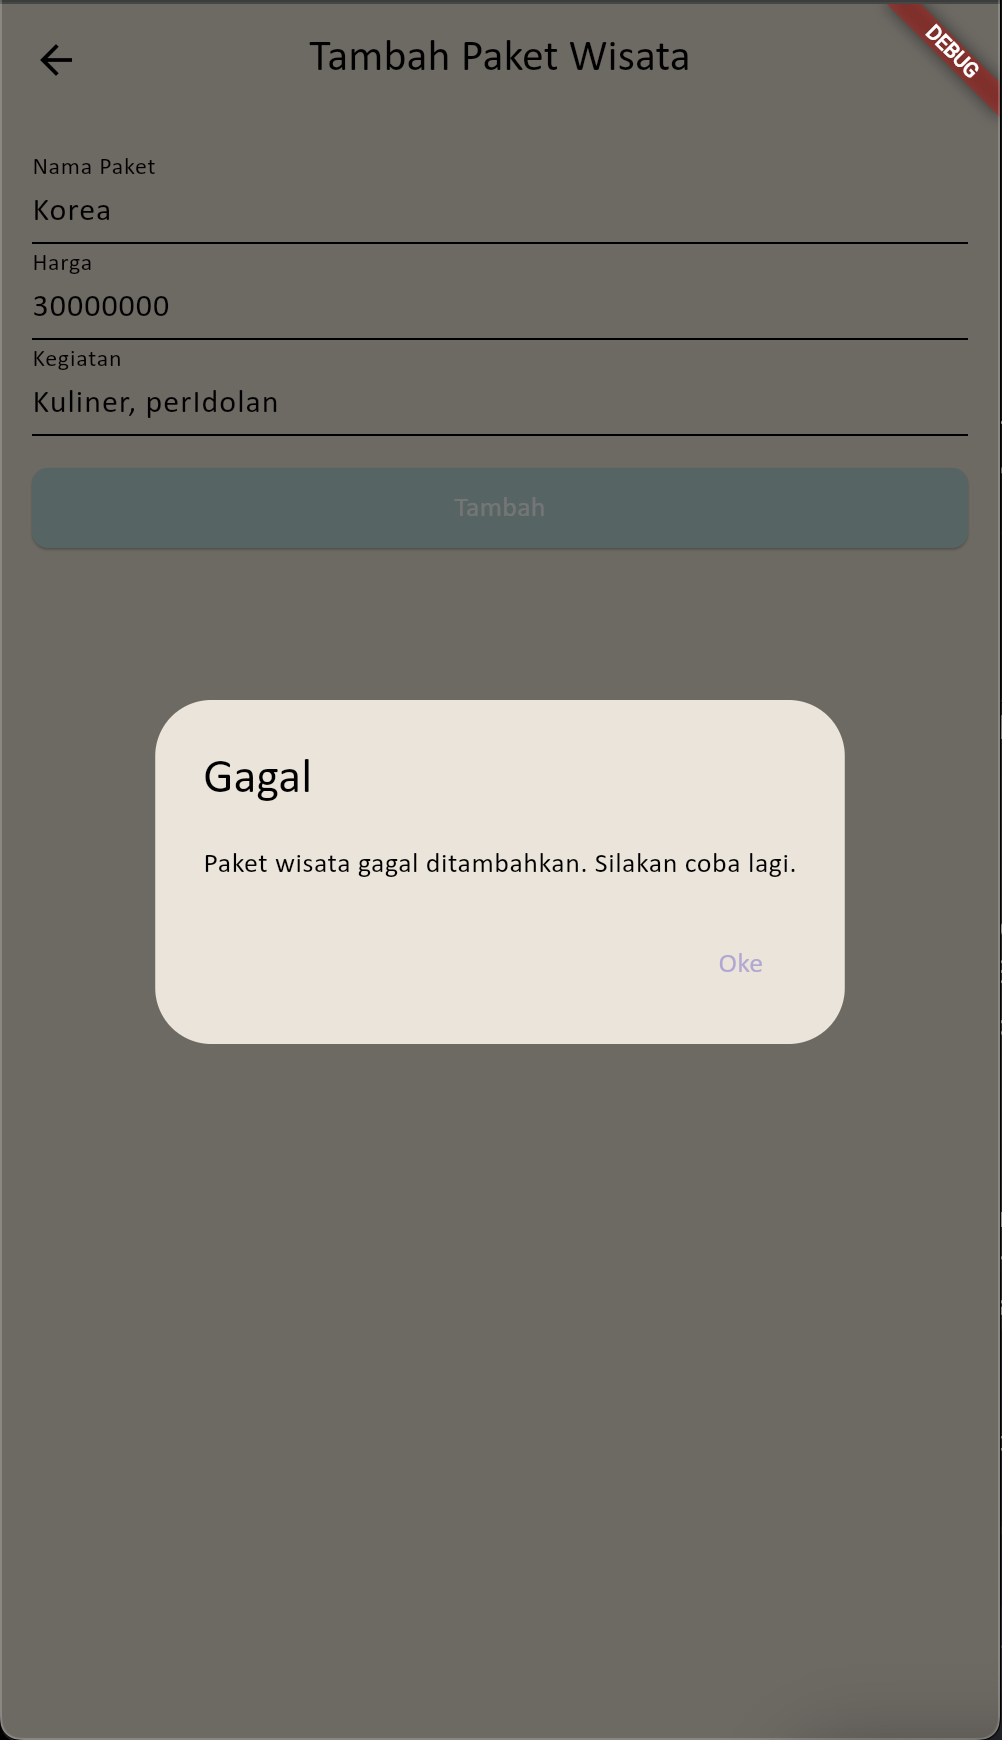 Tambah Paket Wisata
DEBUG
Nama Paket
Korea
Harga
30000000
Kegiatan
Kuliner, perIdolan
Tambah
Gagal
Paket wisata gagal ditambahkan. Silakan coba lagi.
Oke